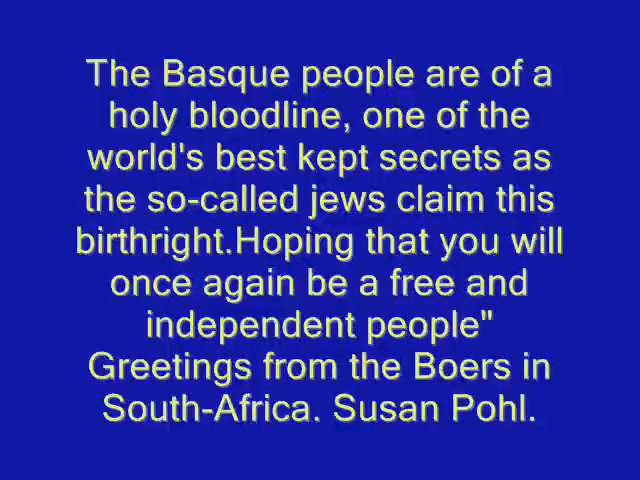 The Basque people are of a
holy bloodline, one of the
world's best kept secrets as
the so-called jews claim this
birthright.Hoping that you will
once again be a free and
independent people"
Greetings from the Boers in
South-Africa. Susan Pohl.